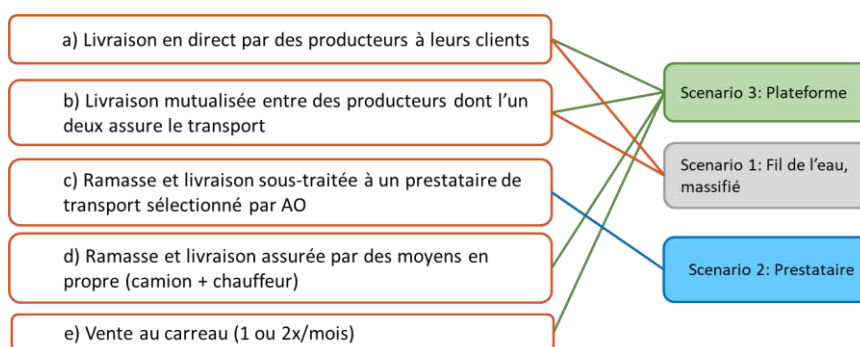 a) Livraison en direct par des producteurs à leurs clients
b) Livraison mutualisée entre des producteurs dont l'un
deux assure le transport
c) Ramasse et livraison sous-traitée à un prestataire de
transport sélectionné par AO
d) Ramasse et livraison assurée par des moyens en
propre (camion + chauffeur)
e) Vente au carreau (1 ou 2x/mois)
Scenario 3: Plateforme
Scenario 1: Fil de l'eau,
massifié
Scenario 2: Prestataire